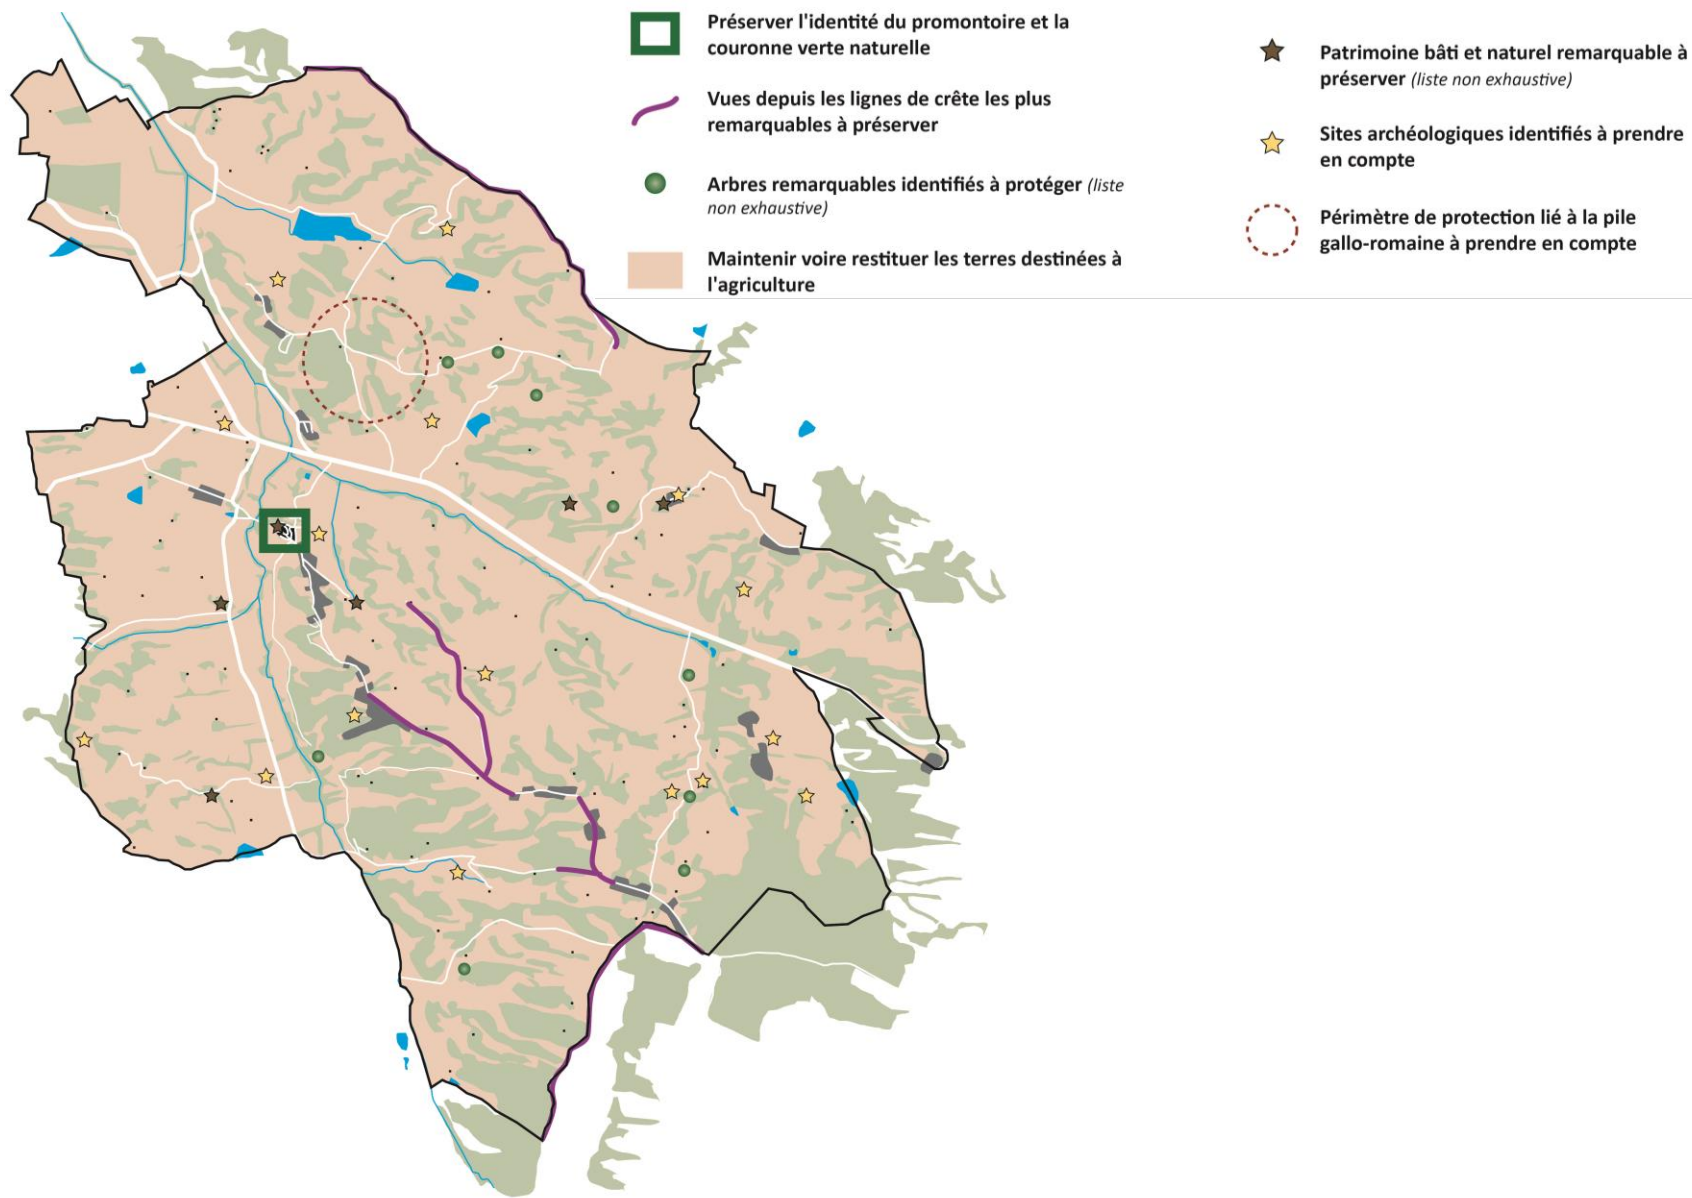 Préserver l'identité du promontoire et la
couronne verte naturelle
Vues depuis les lignes de crête les plus
remarquables à préserver
Arbres remarquables identifiés à protéger (liste
non exhaustive)
Maintenir voire restituer les terres destinées à
l'agriculture
Patrimoine bâti et naturel remarquable à
préserver (liste non exhaustive)
Sites archéologiques identifiés à prendre
en compte
Périmètre de protection lié à la pile
gallo-romaine à prendre en compte